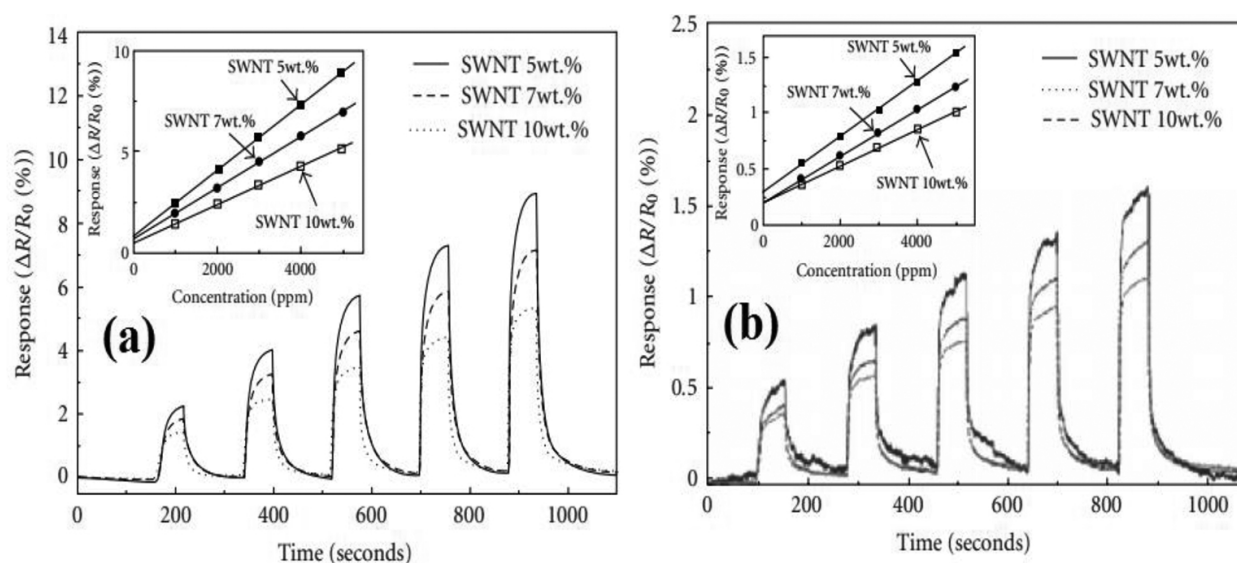 14
12
10
8
6
4
2
0
Response (ΔR/R0 (%))
0 200 400 600 800 1000
Time (seconds)
SWNT 5wt.%
SWNT 7wt.%
SWNT 10wt.%
(a)
10
5
0
Response (ΔR/R0 (%))
0 2000 4000
Concentration (ppm)
SWNT 5wt.%
SWNT 7wt.%
SWNT 10wt.%
2.5
2
1.5
1
0.5
0
Response (ΔR/R0 (%))
0 200 400 600 800 1000
Time (seconds)
SWNT 5wt.%
SWNT 7wt.%
SWNT 10wt.%
(b)
1.5
1
0.5
0
Response (ΔR/R0 (%))
0 2000 4000
Concentration (ppm)
SWNT 5wt.%
SWNT 7wt.%
SWNT 10wt.%